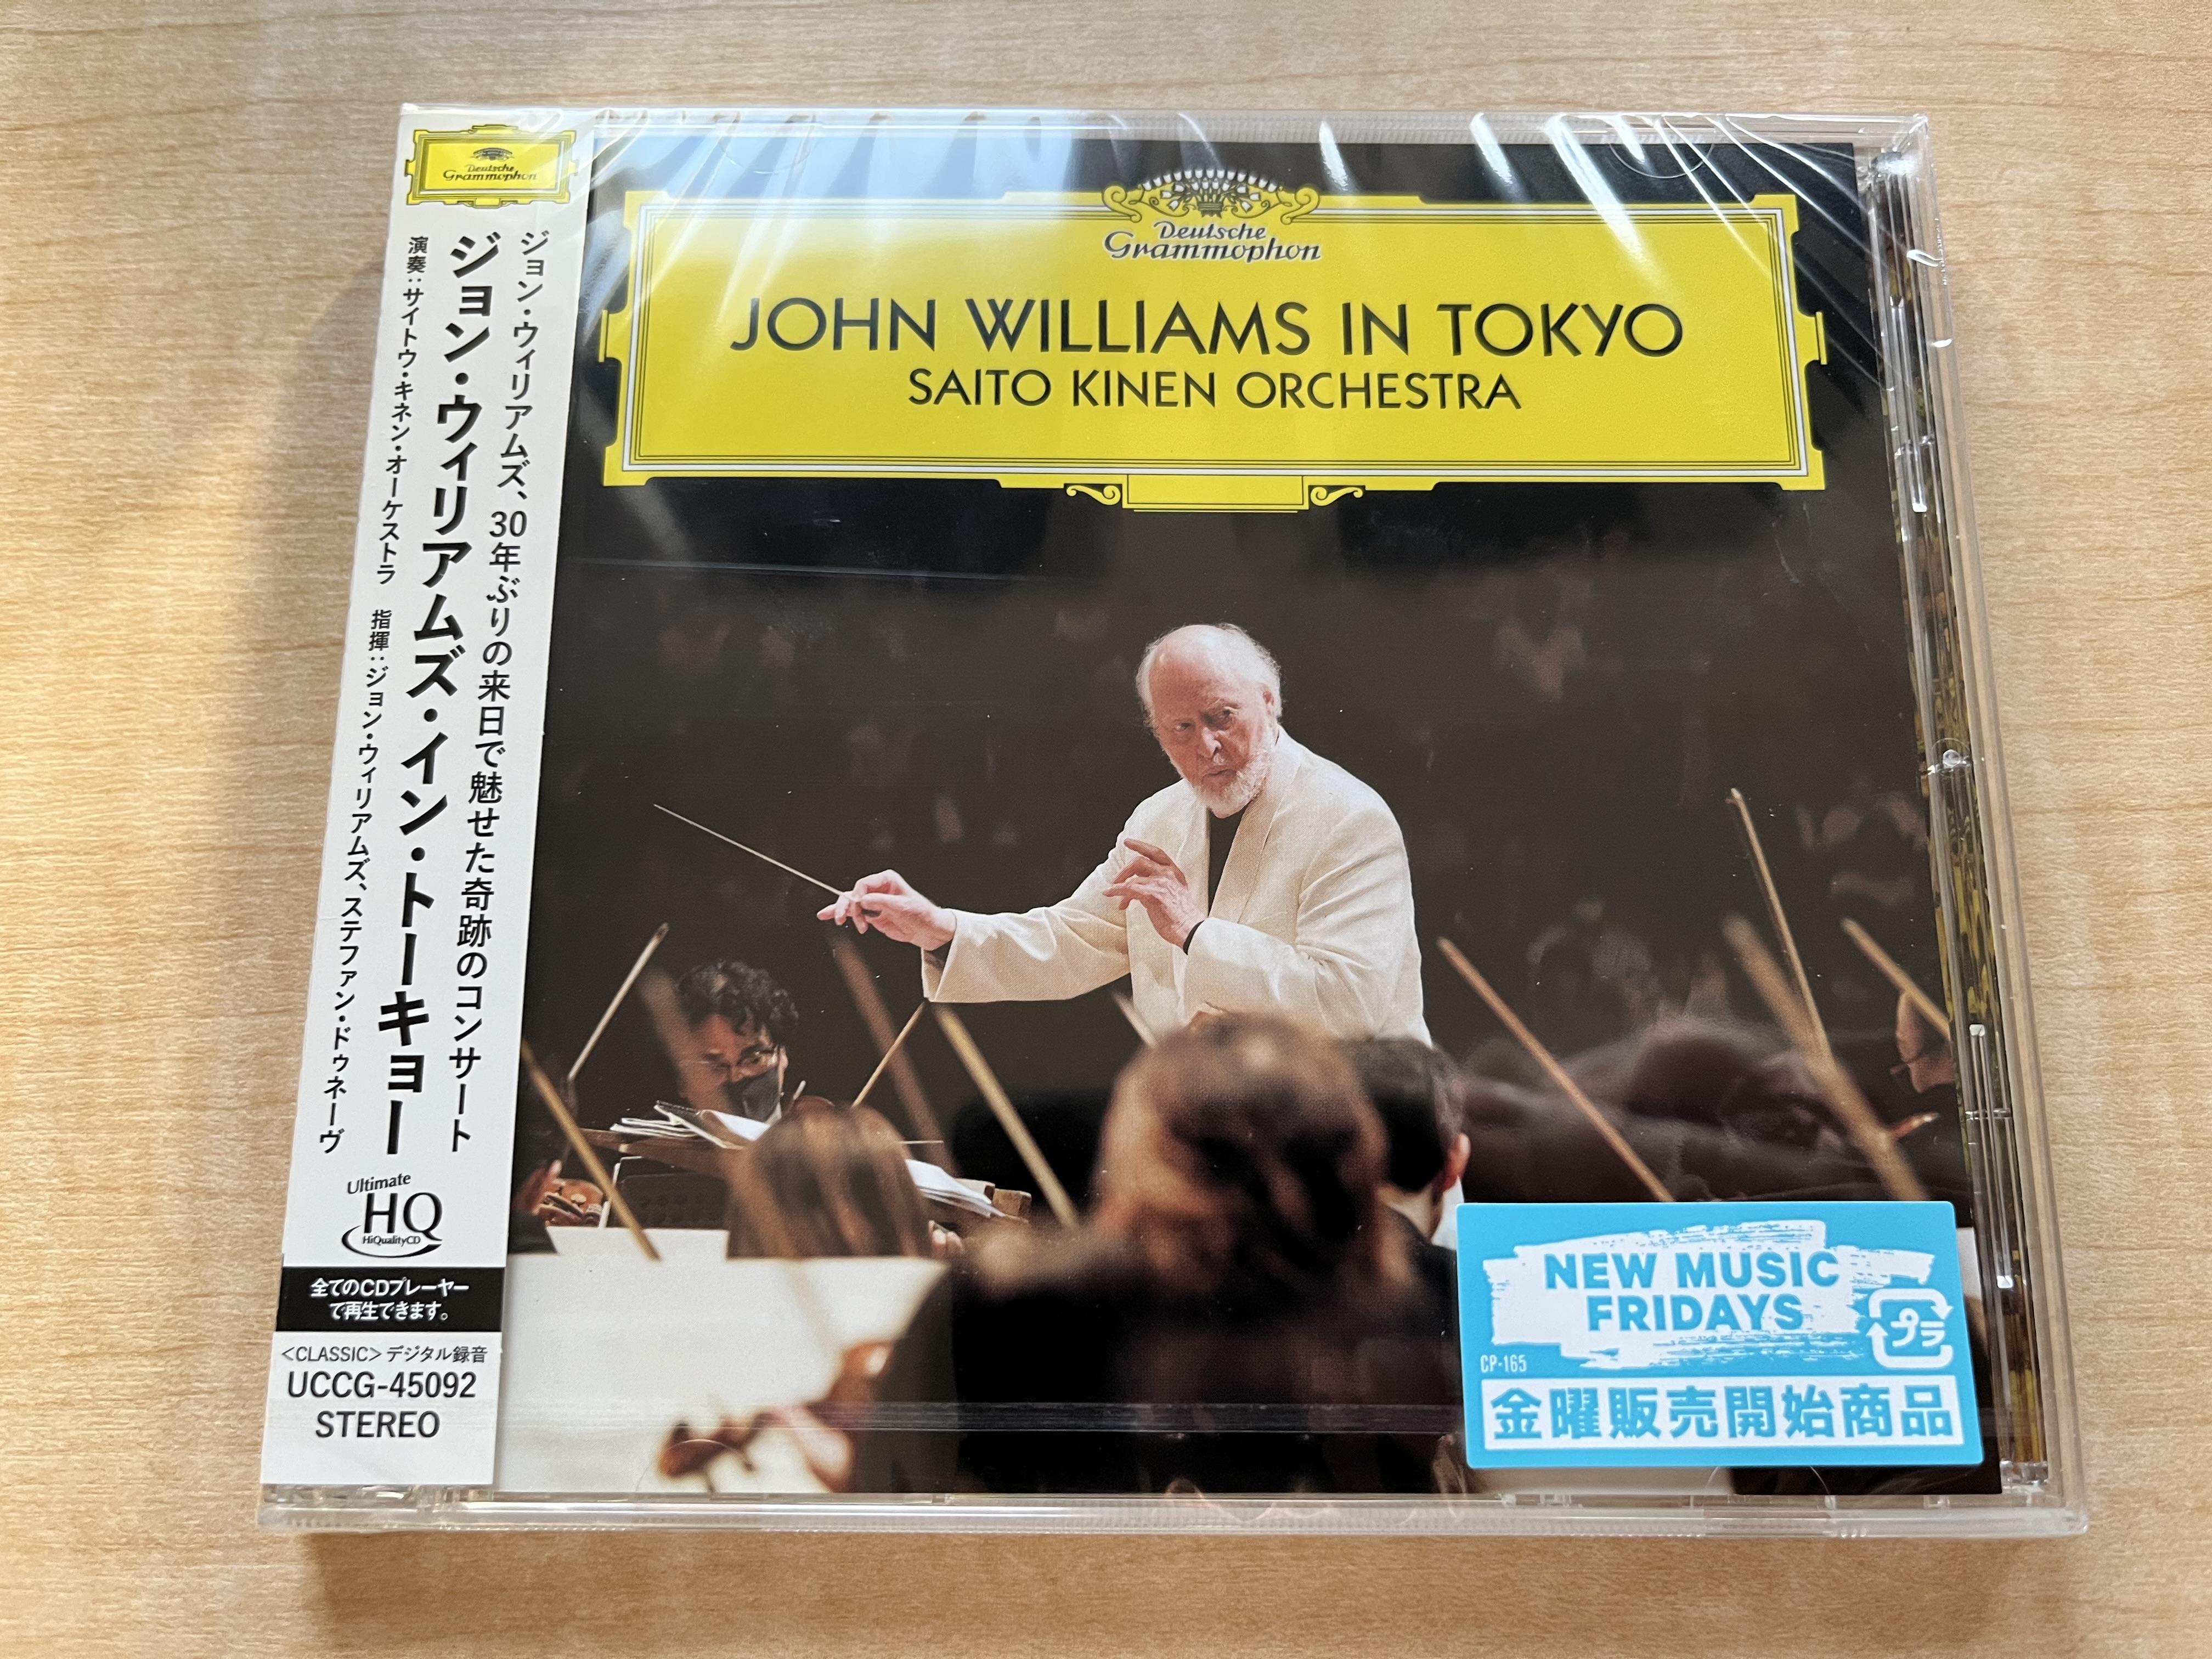 Deutsche
Grammophon
ジョン・ウィリアムズ、30年ぶりの来日で魅せた奇跡のコンサート
ジョン・ウィリアムズ・イン・トーキョー
演奏:サイトウ・キネン・オーケストラ 指揮:ジョン・ウィリアムズ、ステファン・ドゥネーヴ
Ultimate
HQ
HiQualityCD
全てのCDプレーヤー
で再生できます。
<CLASSIC>デジタル録音
UCCG-45092
STEREO
Deutsche
Grammophon
JOHN WILLIAMS IN TOKYO
SAITO KINEN ORCHESTRA
NEW MUSIC
FRIDAYS
プラ
CP-165
金曜販売開始商品